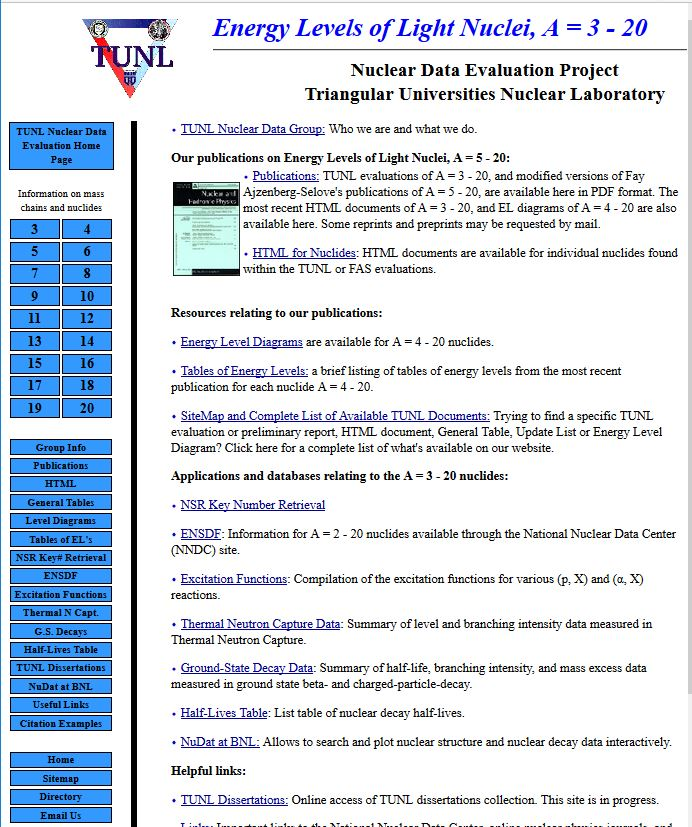 TUNL
Energy Levels of Light Nuclei, A = 3 - 20
Nuclear Data Evaluation Project
Triangular Universities Nuclear Laboratory
TUNL Nuclear Data
Evaluation Home
Page
Information on mass
chains and nuclides
3 4
5 6
7 8
9 10
11 12
13 14
15 16
17 18
19 20
Group Info
Publications
HTML
General Tables
Level Diagrams
Tables of EL's
NSR Key# Retrieval
ENSDF
Excitation Functions
Thermal N Capt.
G.S. Decays
Half-Lives Table
TUNL Dissertations
NuDat at BNL
Useful Links
Citation Examples
Home
Sitemap
Directory
Email Us
• TUNL Nuclear Data Group: Who we are and what we do.
Our publications on Energy Levels of Light Nuclei, A = 5 - 20:
Nuclear and
Hadronic Physics
• Publications: TUNL evaluations of A = 3 - 20, and modified versions of Fay
Ajzenberg-Selove's publications of A = 5 - 20, are available here in PDF format. The
most recent HTML documents of A = 3 - 20, and EL diagrams of A = 4 - 20 are also
available here. Some reprints and preprints may be requested by mail.
• HTML for Nuclides: HTML documents are available for individual nuclides found
within the TUNL or FAS evaluations.
Resources relating to our publications:
• Energy Level Diagrams are available for A = 4 - 20 nuclides.
• Tables of Energy Levels: a brief listing of tables of energy levels from the most recent
publication for each nuclide A = 4 - 20.
• SiteMap and Complete List of Available TUNL Documents: Trying to find a specific TUNL
evaluation or preliminary report, HTML document, General Table, Update List or Energy Level
Diagram? Click here for a complete list of what's available on our website.
Applications and databases relating to the A = 3 - 20 nuclides:
• NSR Key Number Retrieval
• ENSDF: Information for A = 2 - 20 nuclides available through the National Nuclear Data Center
(NNDC) site.
• Excitation Functions: Compilation of the excitation functions for various (p, X) and (α, X)
reactions.
• Thermal Neutron Capture Data: Summary of level and branching intensity data measured in
Thermal Neutron Capture.
• Ground-State Decay Data: Summary of half-life, branching intensity, and mass excess data
measured in ground state beta- and charged-particle-decay.
• Half-Lives Table: List table of nuclear decay half-lives.
• NuDat at BNL: Allows to search and plot nuclear structure and nuclear decay data interactively.
Helpful links:
• TUNL Dissertations: Online access of TUNL dissertations collection. This site is in progress.
• Links: Important links to the National Nuclear Data Center, online nuclear physics journals, and